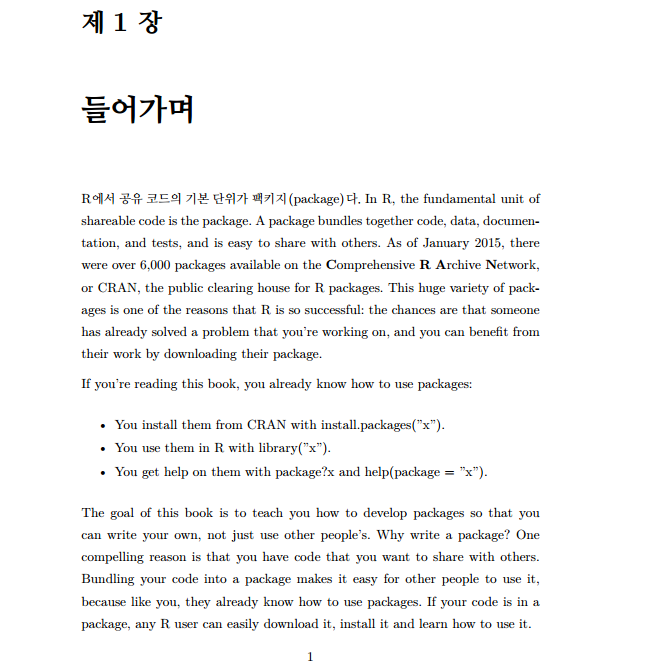 제 1 장
들어가며
R에서 공유 코드의 기본 단위가 팩키지(package)다. In R, the fundamental unit of
shareable code is the package. A package bundles together code, data, documen-
tation, and tests, and is easy to share with others. As of January 2015, there
were over 6,000 packages available on the Comprehensive R Archive Network,
or CRAN, the public clearing house for R packages. This huge variety of pack-
ages is one of the reasons that R is so successful: the chances are that someone
has already solved a problem that you're working on, and you can benefit from
their work by downloading their package.
If you're reading this book, you already know how to use packages:
• You install them from CRAN with install.packages(”x”).
• You use them in R with library(”x”).
• You get help on them with package?x and help(package = ”x”).
The goal of this book is to teach you how to develop packages so that you
can write your own, not just use other people's. Why write a package? One
compelling reason is that you have code that you want to share with others.
Bundling your code into a package makes it easy for other people to use it,
because like you, they already know how to use packages. If your code is in a
package, any R user can easily download it, install it and learn how to use it.
1